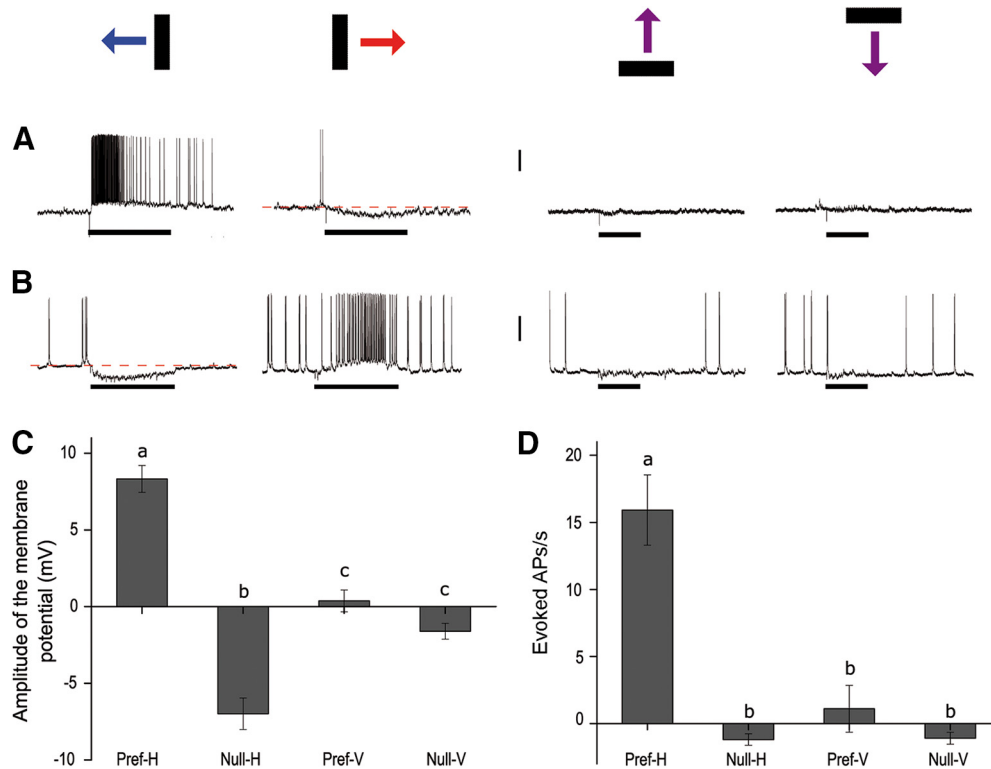 A
B
C
D
Amplitude of the membrane
potential (mV)
10
5
0
-5
-10
a
b
c
c
Pref-H
Null-H
Pref-V
Null-V
Evoked APs/s
20
15
10
5
0
a
b
b
b
Pref-H
Null-H
Pref-V
Null-V